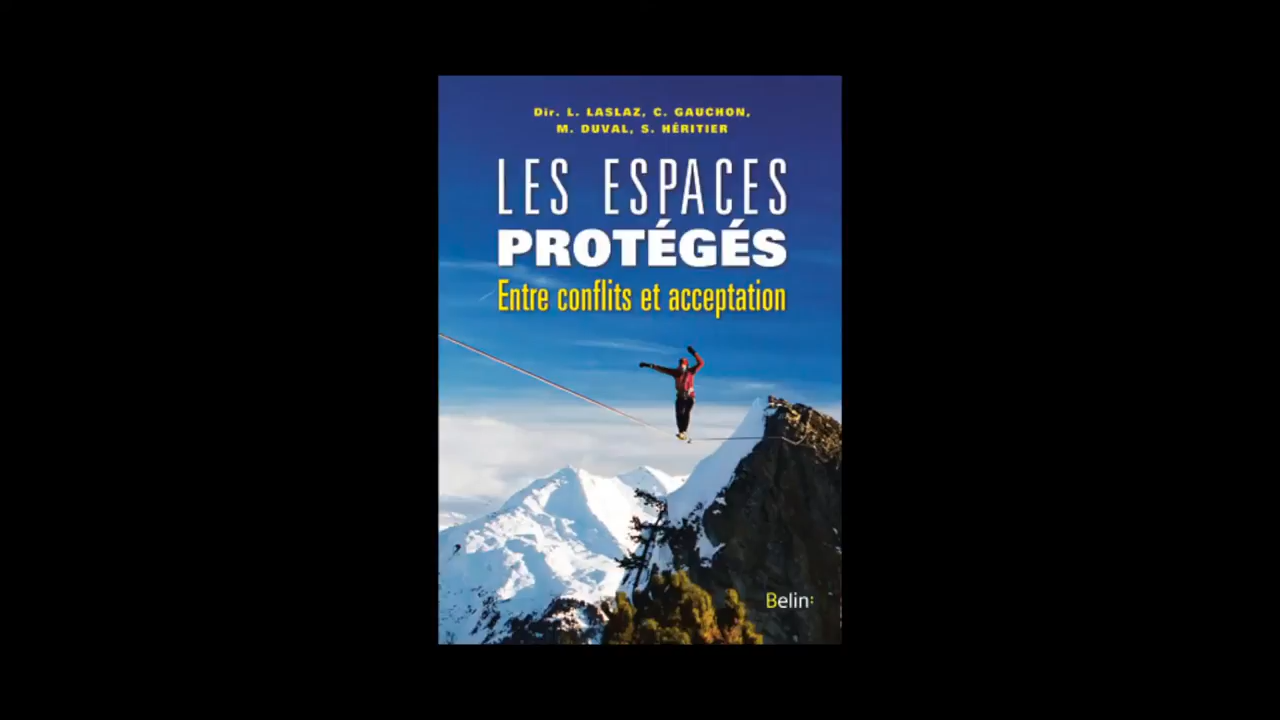 Dir. L. LASLAZ, C. GAUCHON,
M. DUVAL, S. HÉRITIER
LES ESPACES
PROTÉGÉS
Entre conflits et acceptation
Belin: